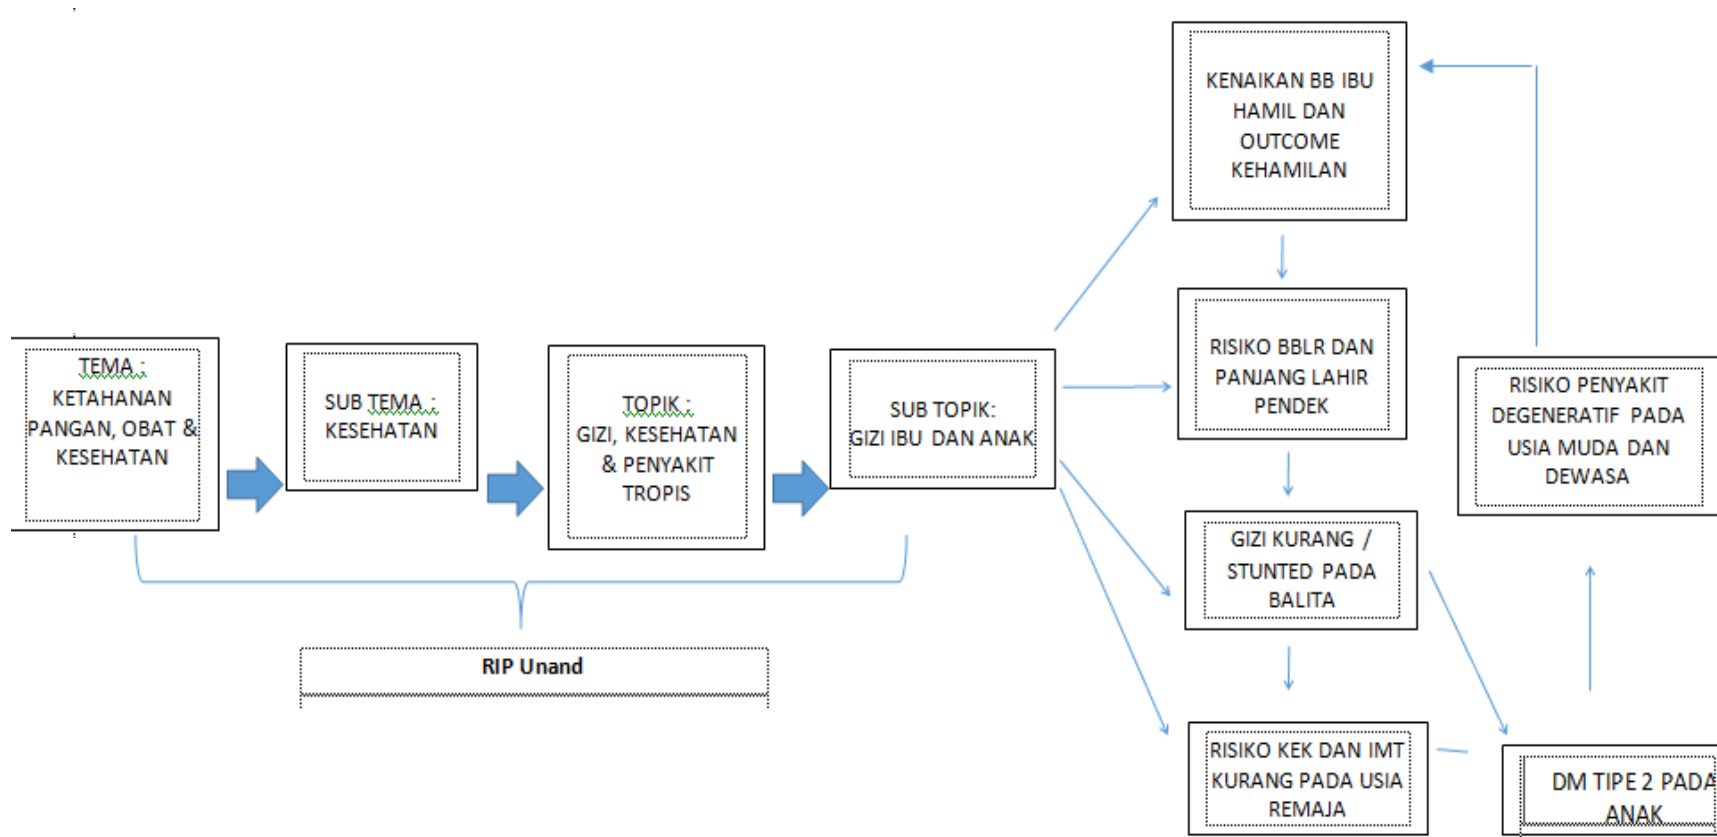 TEMA :
KETAHANAN
PANGAN, OBAT &
KESEHATAN
SUB TEMA :
KESEHATAN
TOPIK :
GIZI, KESEHATAN
& PENYAKIT
TROPIS
SUB TOPIK:
GIZI IBU DAN ANAK
RIP Unand
KENAIKAN BB IBU
HAMIL DAN
OUTCOME
KEHAMILAN
RISIKO BBLR DAN
PANJANG LAHIR
PENDEK
GIZI KURANG /
STUNTED PADA
BALITA
RISIKO KEK DAN IMT
KURANG PADA USIA
REMAJA
RISIKO PENYAKIT
DEGENERATIF PADA
USIA MUDA DAN
DEWASA
DM TIPE 2 PADA
ANAK